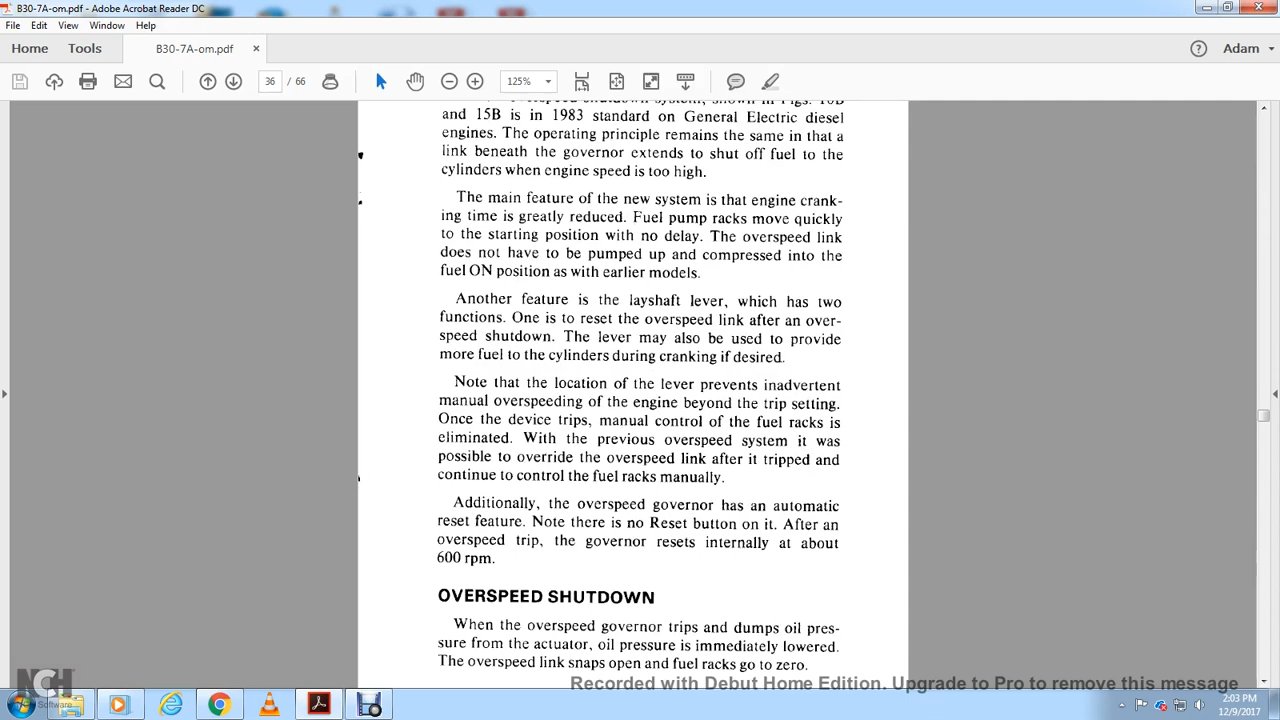 B30-7A-om.pdf - Adobe Acrobat Reader DC
File Edit View Window Help
Home Tools B30-7A-om.pdf × Adam
36 / 66 125%
overspeed shutdown system, shown in Figs. 10B
and 15B is in 1983 standard on General Electric diesel
engines. The operating principle remains the same in that a
link beneath the governor extends to shut off fuel to the
cylinders when engine speed is too high.
The main feature of the new system is that engine crank-
ing time is greatly reduced. Fuel pump racks move quickly
to the starting position with no delay. The overspeed link
does not have to be pumped up and compressed into the
fuel ON position as with earlier models.
Another feature is the layshaft lever, which has two
functions. One is to reset the overspeed link after an over-
speed shutdown. The lever may also be used to provide
more fuel to the cylinders during cranking if desired.
Note that the location of the lever prevents inadvertent
manual overspeeding of the engine beyond the trip setting.
Once the device trips, manual control of the fuel racks is
eliminated. With the previous overspeed system it was
possible to override the overspeed link after it tripped and
continue to control the fuel racks manually.
Additionally, the overspeed governor has an automatic
reset feature. Note there is no Reset button on it. After an
overspeed trip, the governor resets internally at about
600 rpm.
OVERSPEED SHUTDOWN
When the overspeed governor trips and dumps oil pres-
sure from the actuator, oil pressure is immediately lowered.
The overspeed link snaps open and fuel racks go to zero.
NCH Software
Recorded with Debut Home Edition. Upgrade to Pro to remove this message
2:03 PM
12/9/2017